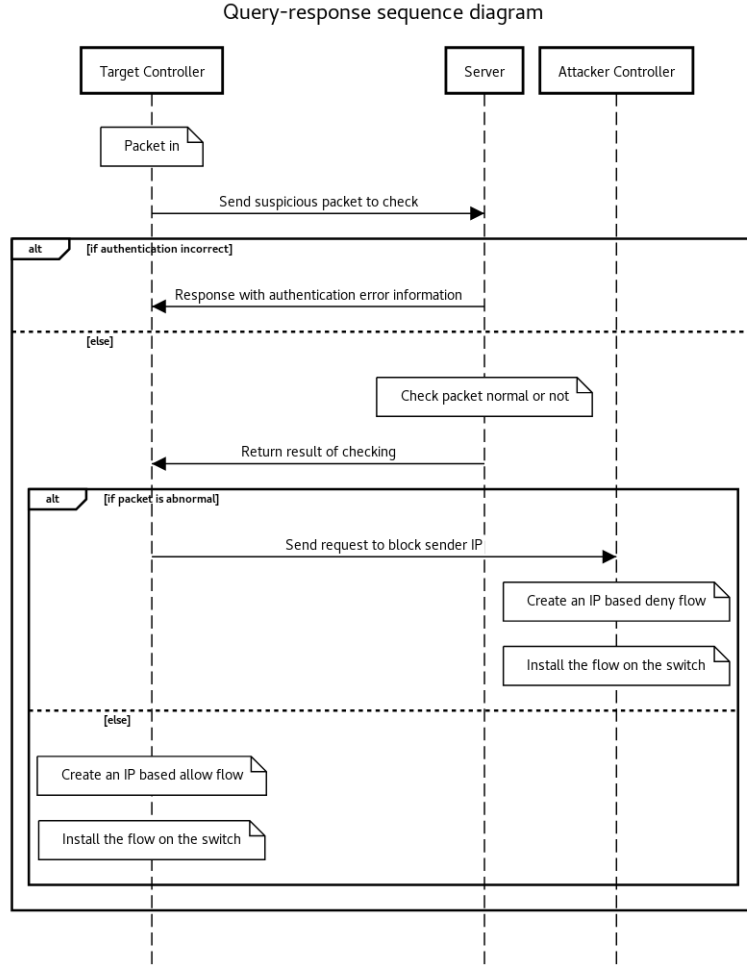 Query-response sequence diagram
Target Controller
Server
Attacker Controller
Packet in
Send suspicious packet to check
alt
[if authentication incorrect]
Response with authentication error information
[else]
Check packet normal or not
Return result of checking
alt
[if packet is abnormal]
Send request to block sender IP
Create an IP based deny flow
Install the flow on the switch
[else]
Create an IP based allow flow
Install the flow on the switch